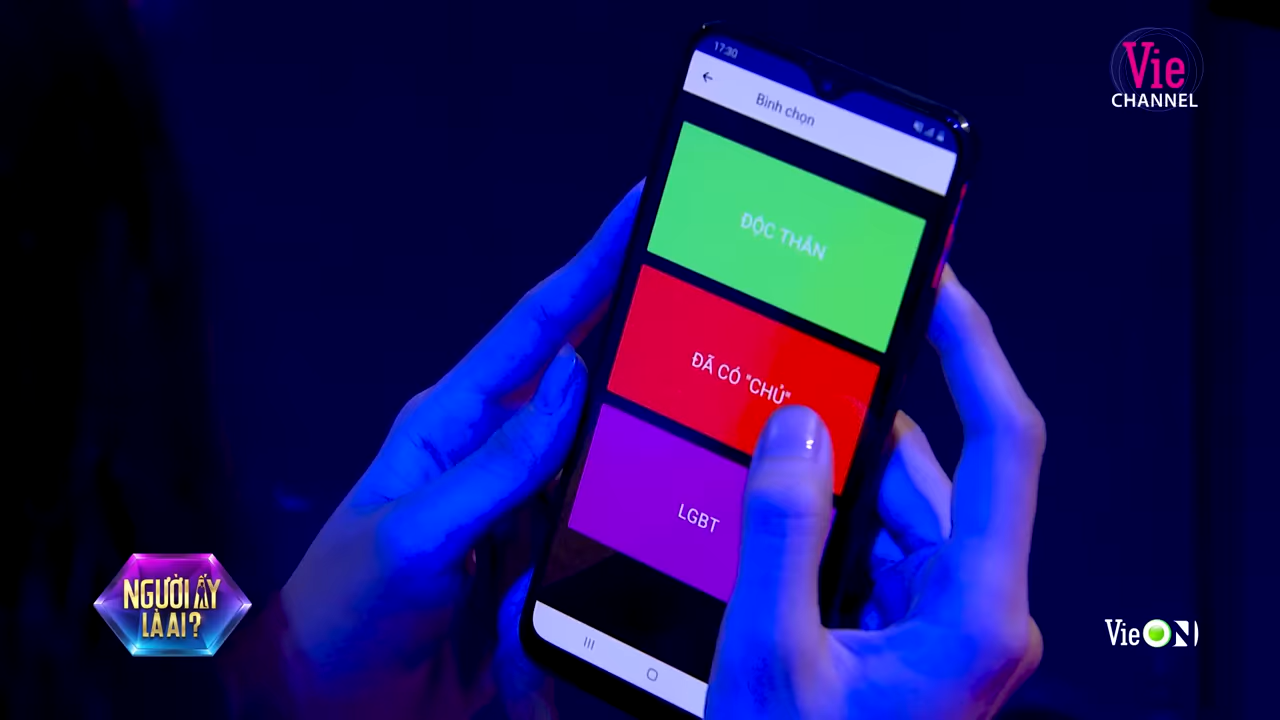 17:30
Bình chọn
ĐỘC THÂN
ĐÃ CÓ "CHỦ"
LGBT
Vie
CHANNEL
NGƯỜI ẤY
LÀ AI?
VieON